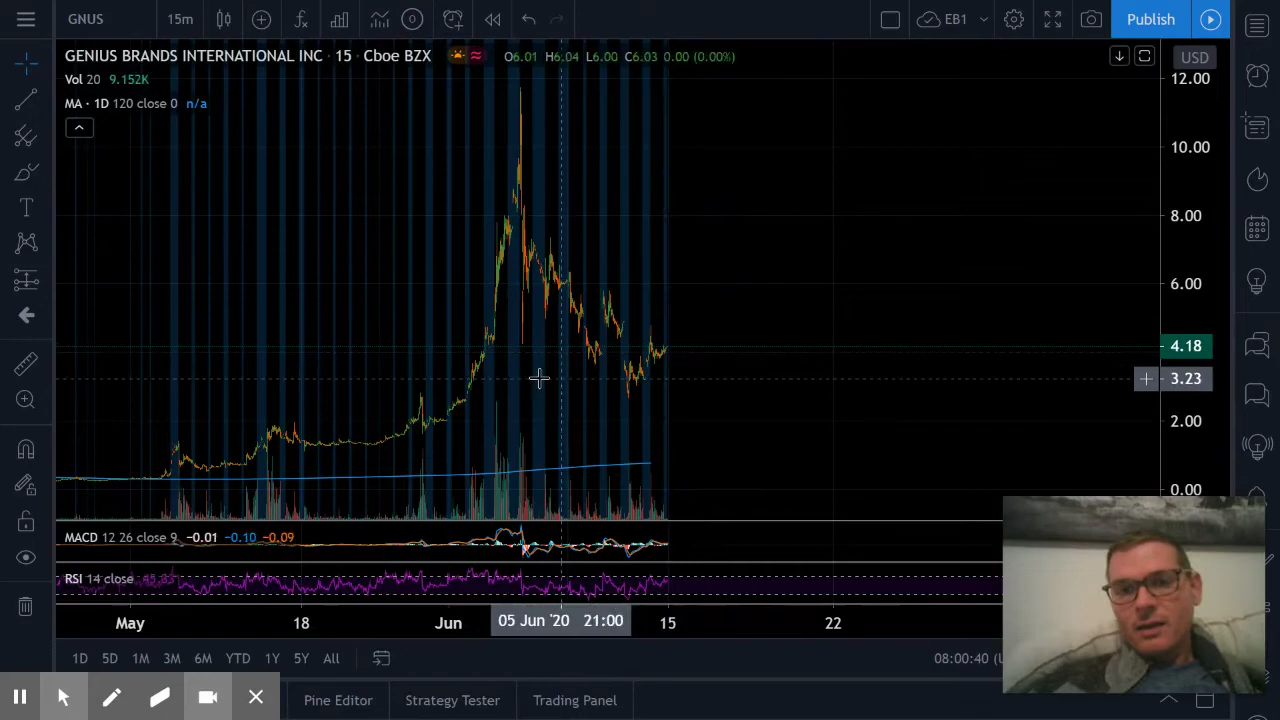 GNUS 15m EB1 Publish
GENIUS BRANDS INTERNATIONAL INC · 15 · Cboe BZX O6.01 H6.04 L6.00 C6.03 0.00 (0.00%) USD
Vol 20 9.152K
MA · 1D 120 close 0 n/a
12.00
10.00
8.00
6.00
4.18
3.23
2.00
0.00
MACD 12 26 close 9 −0.01 −0.10 −0.09
RSI 14 close
May 18 Jun 05 Jun '20 21:00 15 22
1D 5D 1M 3M 6M YTD 1Y 5Y All 08:00:40
Pine Editor Strategy Tester Trading Panel